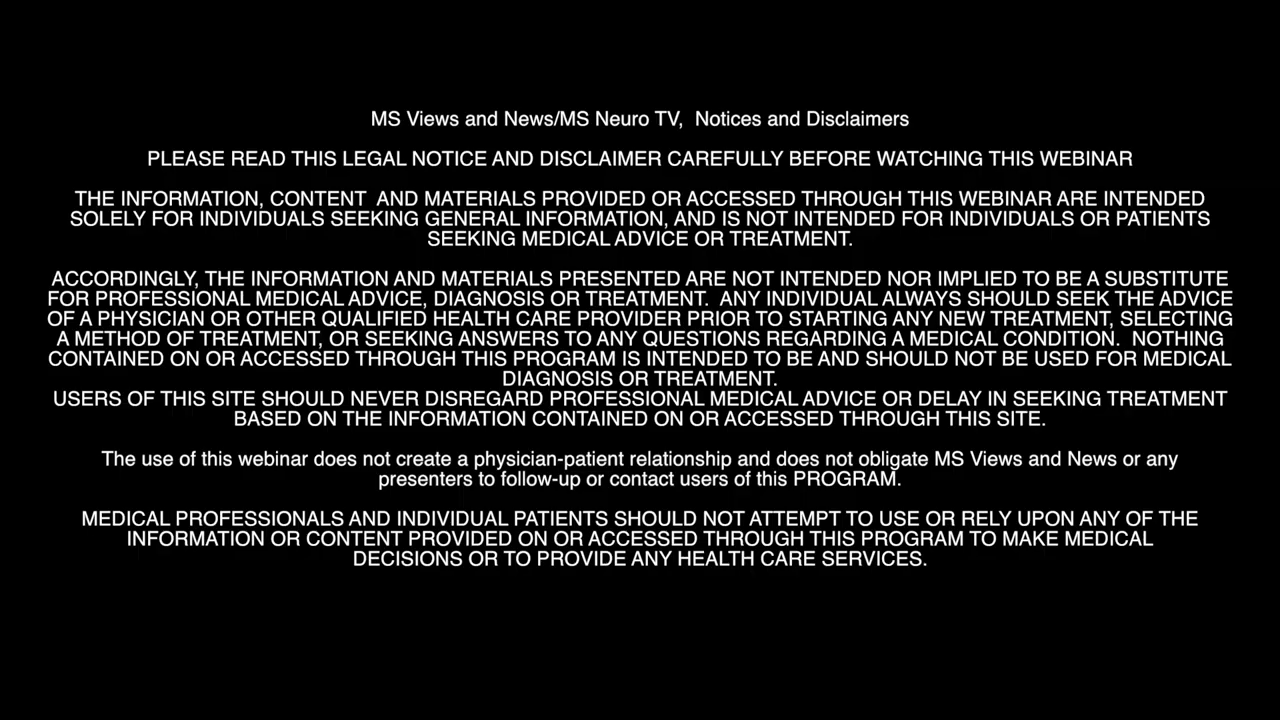 MS Views and News/MS Neuro TV,  Notices and Disclaimers
PLEASE READ THIS LEGAL NOTICE AND DISCLAIMER CAREFULLY BEFORE WATCHING THIS WEBINAR
THE INFORMATION, CONTENT  AND MATERIALS PROVIDED OR ACCESSED THROUGH THIS WEBINAR ARE INTENDED
SOLELY FOR INDIVIDUALS SEEKING GENERAL INFORMATION, AND IS NOT INTENDED FOR INDIVIDUALS OR PATIENTS
SEEKING MEDICAL ADVICE OR TREATMENT.
ACCORDINGLY, THE INFORMATION AND MATERIALS PRESENTED ARE NOT INTENDED NOR IMPLIED TO BE A SUBSTITUTE
FOR PROFESSIONAL MEDICAL ADVICE, DIAGNOSIS OR TREATMENT.  ANY INDIVIDUAL ALWAYS SHOULD SEEK THE ADVICE
OF A PHYSICIAN OR OTHER QUALIFIED HEALTH CARE PROVIDER PRIOR TO STARTING ANY NEW TREATMENT, SELECTING
A METHOD OF TREATMENT, OR SEEKING ANSWERS TO ANY QUESTIONS REGARDING A MEDICAL CONDITION.  NOTHING
CONTAINED ON OR ACCESSED THROUGH THIS PROGRAM IS INTENDED TO BE AND SHOULD NOT BE USED FOR MEDICAL
DIAGNOSIS OR TREATMENT.
USERS OF THIS SITE SHOULD NEVER DISREGARD PROFESSIONAL MEDICAL ADVICE OR DELAY IN SEEKING TREATMENT
BASED ON THE INFORMATION CONTAINED ON OR ACCESSED THROUGH THIS SITE.
The use of this webinar does not create a physician-patient relationship and does not obligate MS Views and News or any
presenters to follow-up or contact users of this PROGRAM.
MEDICAL PROFESSIONALS AND INDIVIDUAL PATIENTS SHOULD NOT ATTEMPT TO USE OR RELY UPON ANY OF THE
INFORMATION OR CONTENT PROVIDED ON OR ACCESSED THROUGH THIS PROGRAM TO MAKE MEDICAL
DECISIONS OR TO PROVIDE ANY HEALTH CARE SERVICES.